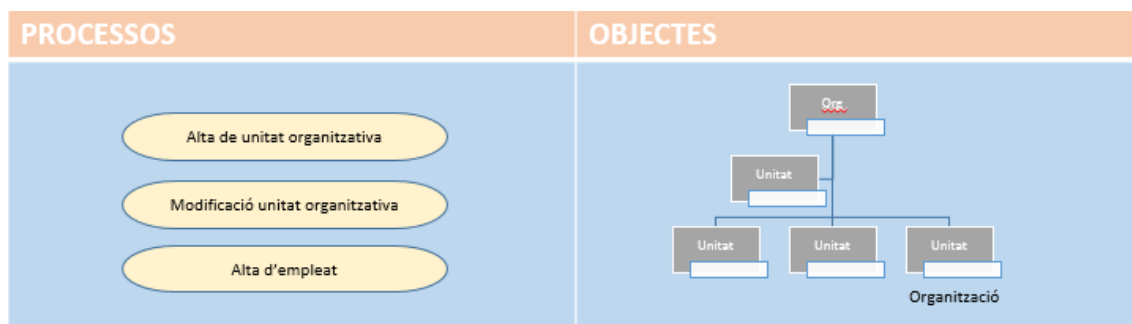 PROCESSOS
OBJECTES
Alta de unitat organitzativa
Modificació unitat organitzativa
Alta d'empleat
Org.
Unitat
Unitat
Unitat
Unitat
Organització